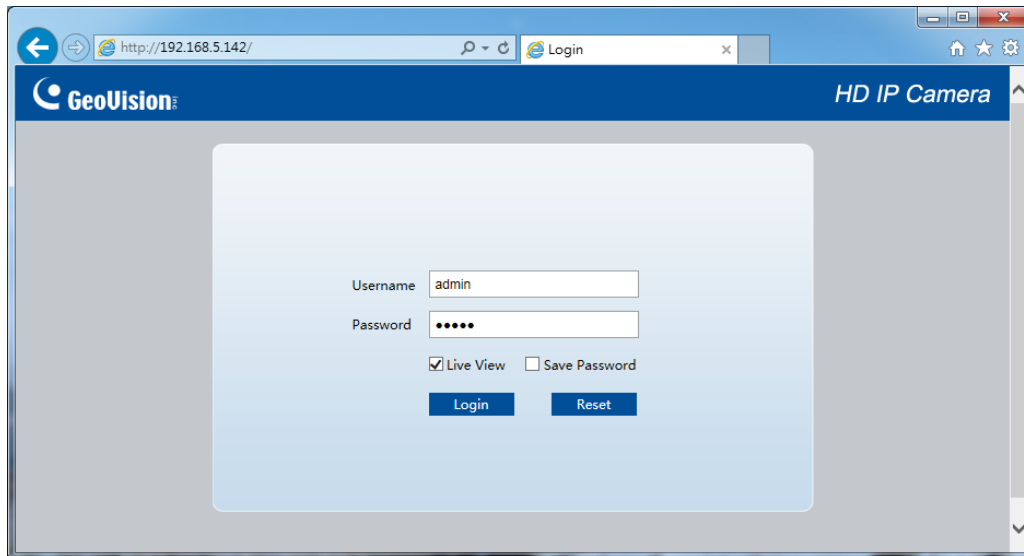 http://192.168.5.142/
Login
GeoVision
HD IP Camera
Username admin
Password •••••
Live View Save Password
Login Reset